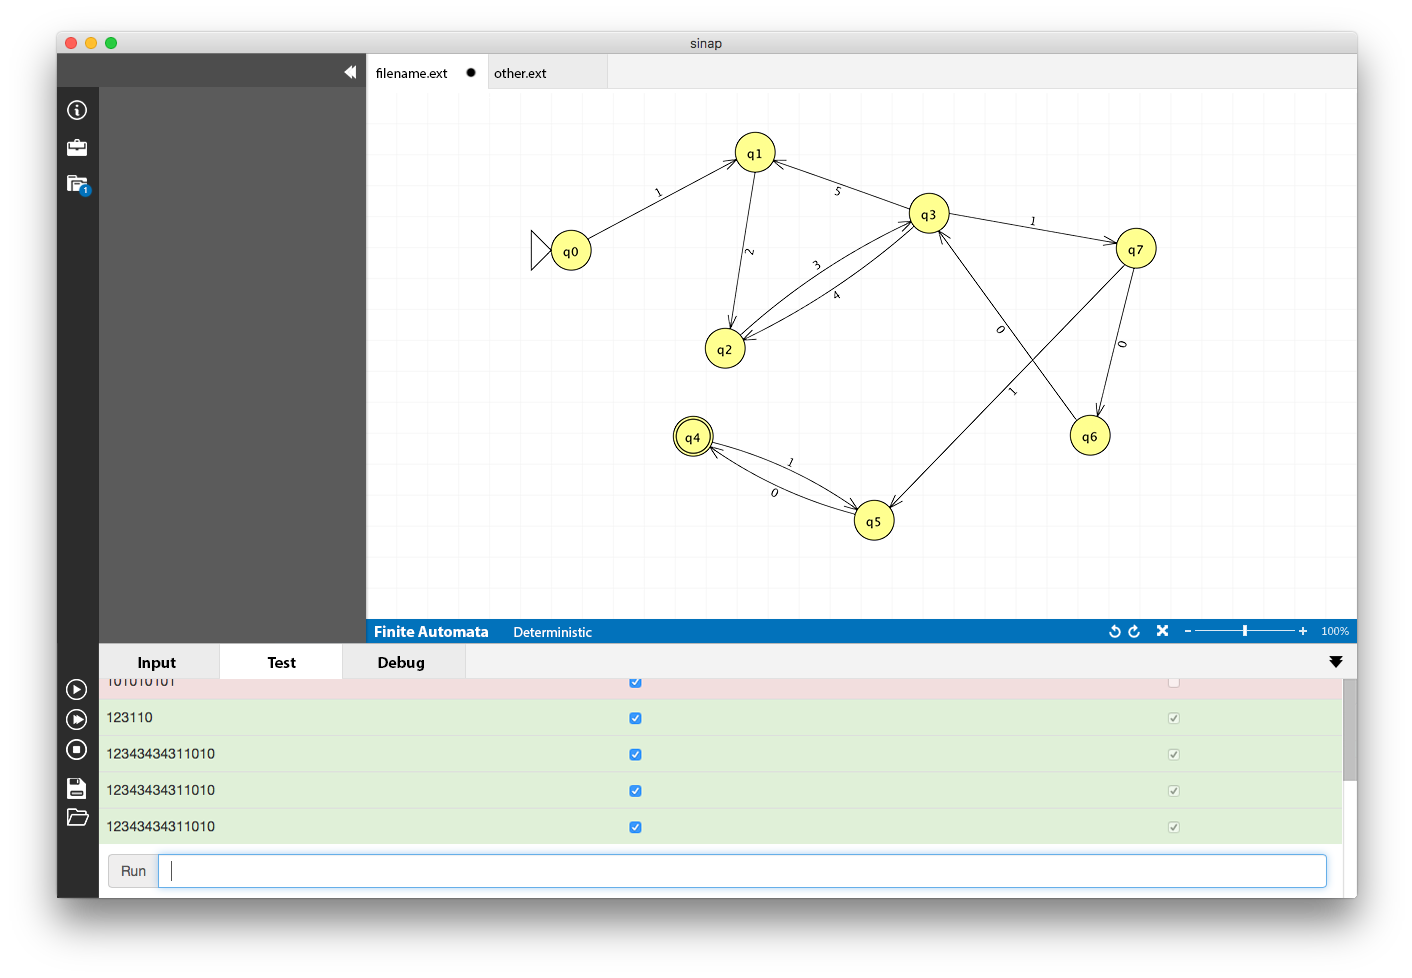 sinap
filename.ext
other.ext
1
q1
5
1
q3
1
q0
2
q7
3
4
q2
0
0
1
q4
1
q6
0
q5
Finite Automata
Deterministic
100%
Input
Test
Debug
101010101
123110
12343434311010
12343434311010
12343434311010
Run